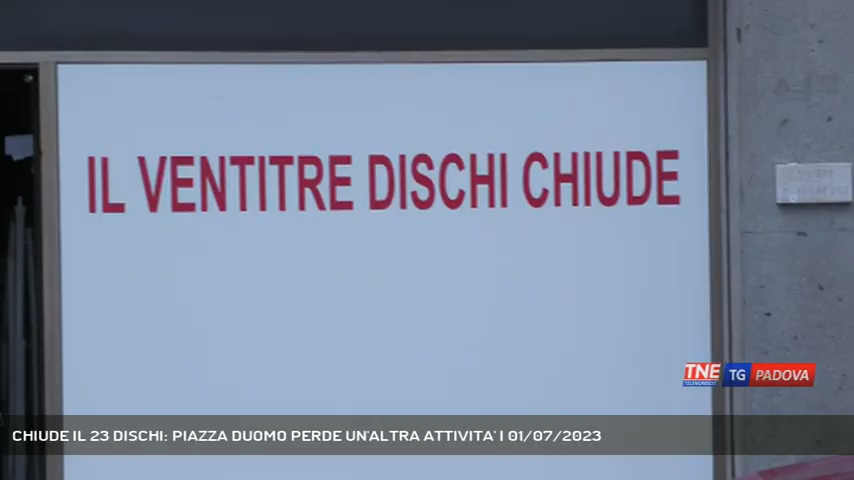 IL VENTITRE DISCHI CHIUDE
TNE TG PADOVA
TELENORDEST
CHIUDE IL 23 DISCHI: PIAZZA DUOMO PERDE UN'ALTRA ATTIVITA' | 01/07/2023